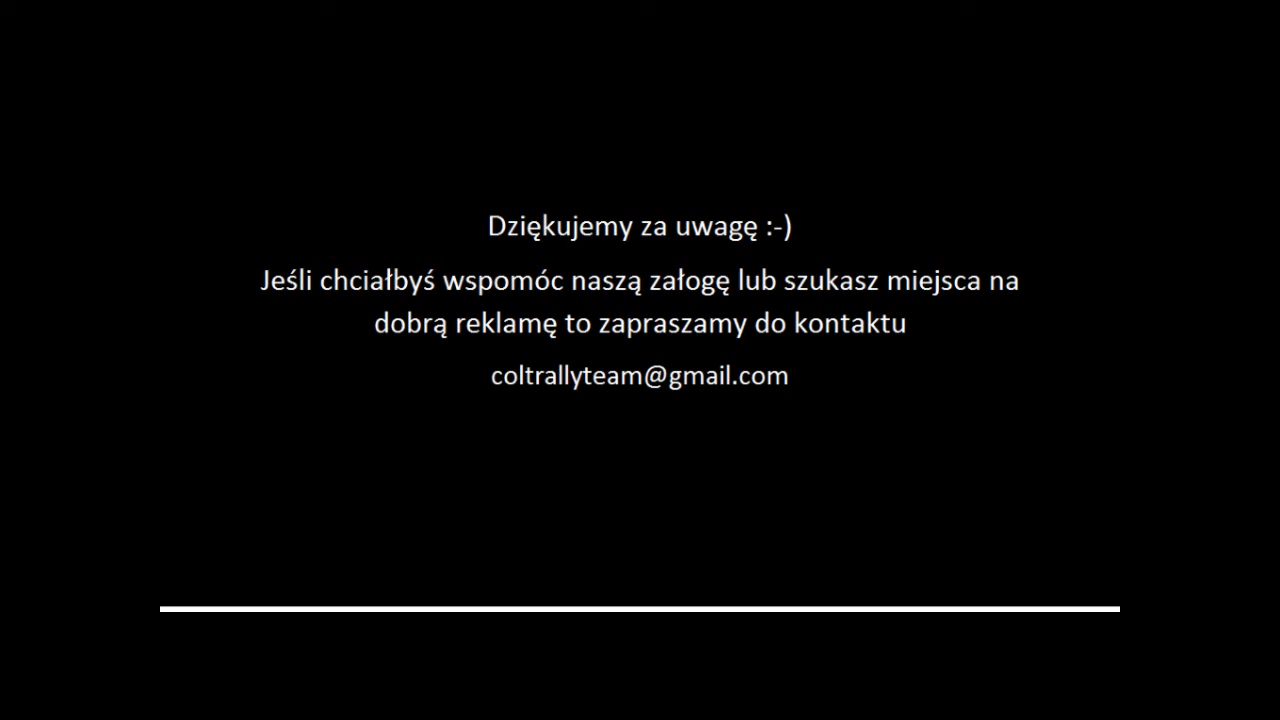 Dziękujemy za uwagę :-)
Jeśli chciałbyś wspomóc naszą załogę lub szukasz miejsca na
dobrą reklamę to zapraszamy do kontaktu
coltrallyteam@gmail.com